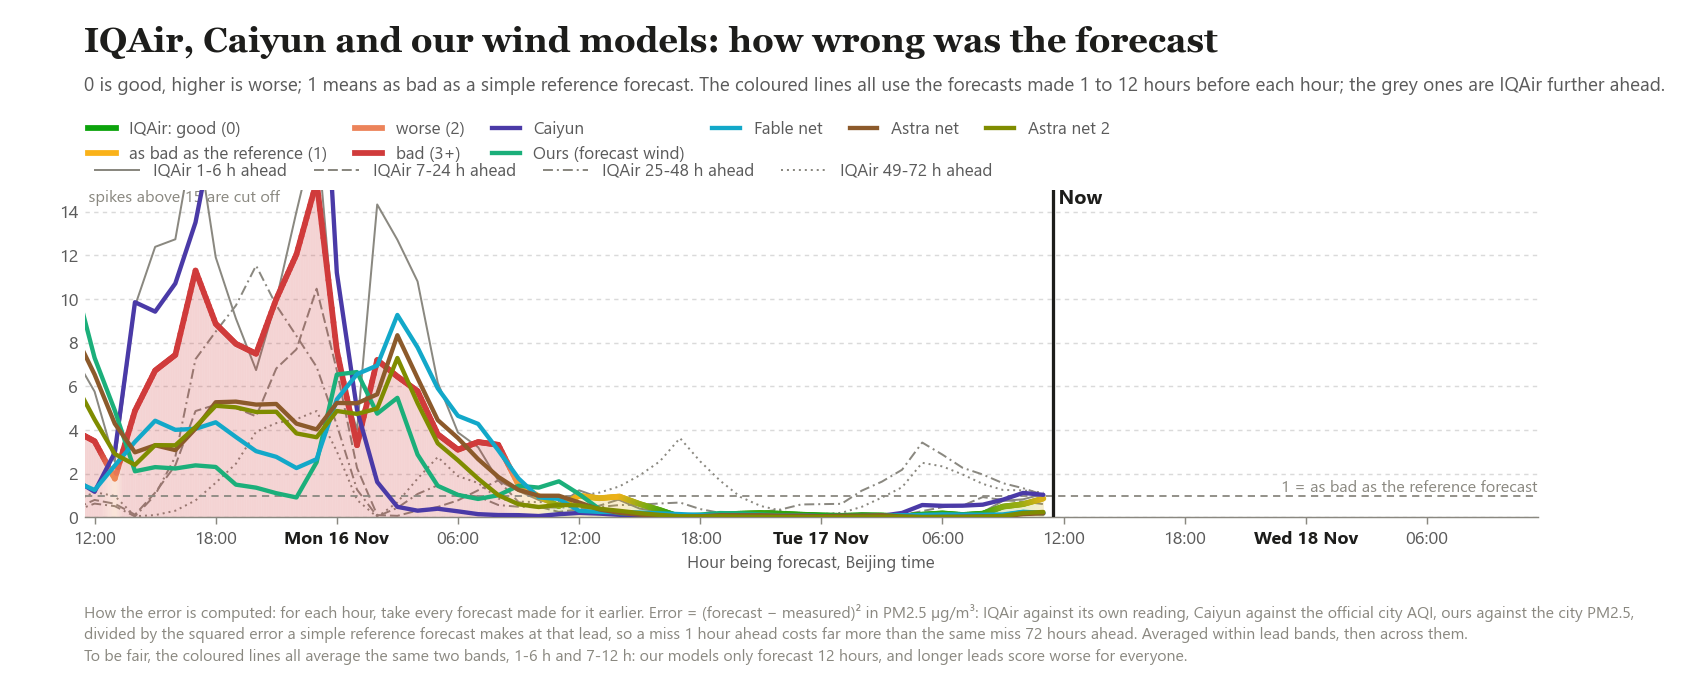 IQAir, Caiyun and our wind models: how wrong was the forecast
0 is good, higher is worse; 1 means as bad as a simple reference forecast. The coloured lines all use the forecasts made 1 to 12 hours before each hour; the grey ones are IQAir further ahead.
IQAir: good (0) worse (2) Caiyun Fable net Astra net Astra net 2
as bad as the reference (1) bad (3+) Ours (forecast wind)
IQAir 1-6 h ahead IQAir 7-24 h ahead IQAir 25-48 h ahead IQAir 49-72 h ahead
spikes above 15 are cut off
Now
14
12
10
8
6
4
2
1 = as bad as the reference forecast
0
12:00 18:00 Mon 16 Nov 06:00 12:00 18:00 Tue 17 Nov 06:00 12:00 18:00 Wed 18 Nov 06:00
Hour being forecast, Beijing time
How the error is computed: for each hour, take every forecast made for it earlier. Error = (forecast − measured)² in PM2.5 µg/m³: IQAir against its own reading, Caiyun against the official city AQI, ours against the city PM2.5,
divided by the squared error a simple reference forecast makes at that lead, so a miss 1 hour ahead costs far more than the same miss 72 hours ahead. Averaged within lead bands, then across them.
To be fair, the coloured lines all average the same two bands, 1-6 h and 7-12 h: our models only forecast 12 hours, and longer leads score worse for everyone.